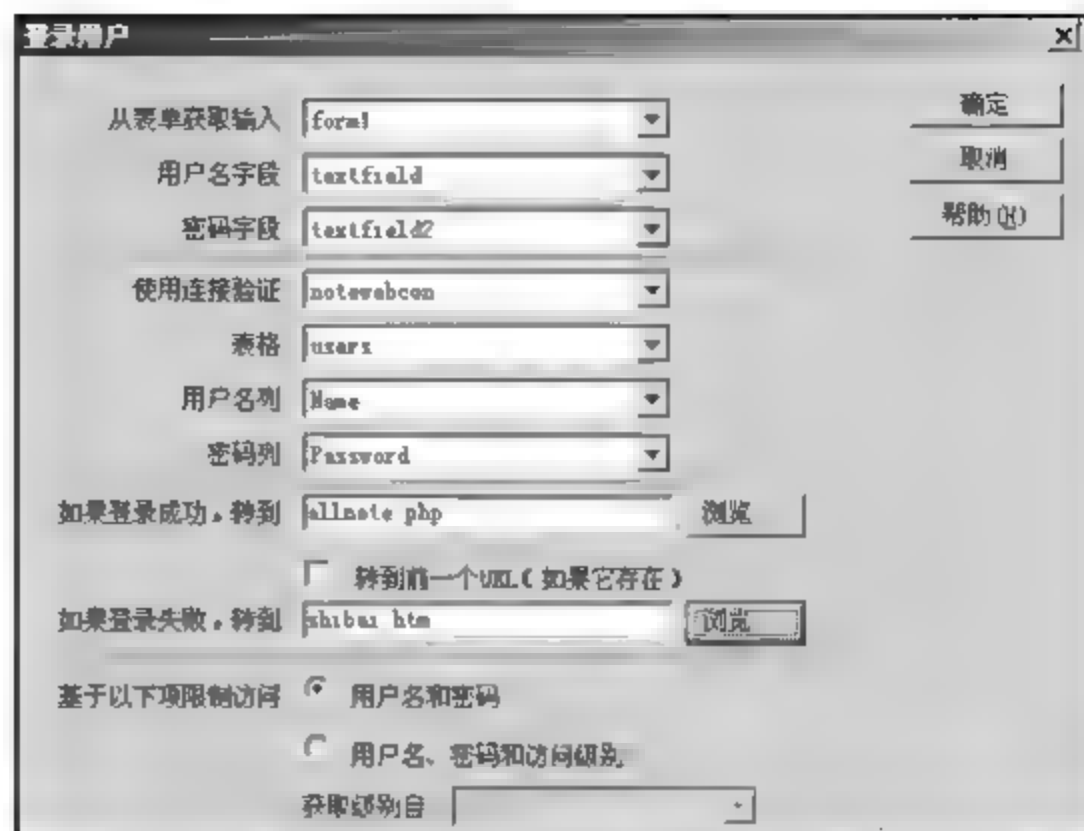 登录用户
从表单获取输入 form1 确定
用户名字段 textfield 取消
密码字段 textfield2 帮助(H)
使用连接验证 notewebcon
表格 users
用户名列 Name
密码列 Password
如果登录成功，转到 allnote php 浏览
转到前一个URL(如果它存在)
如果登录失败，转到 shibai htm 浏览
基于以下项限制访问 用户名和密码
用户名、密码和访问级别
获取级别自